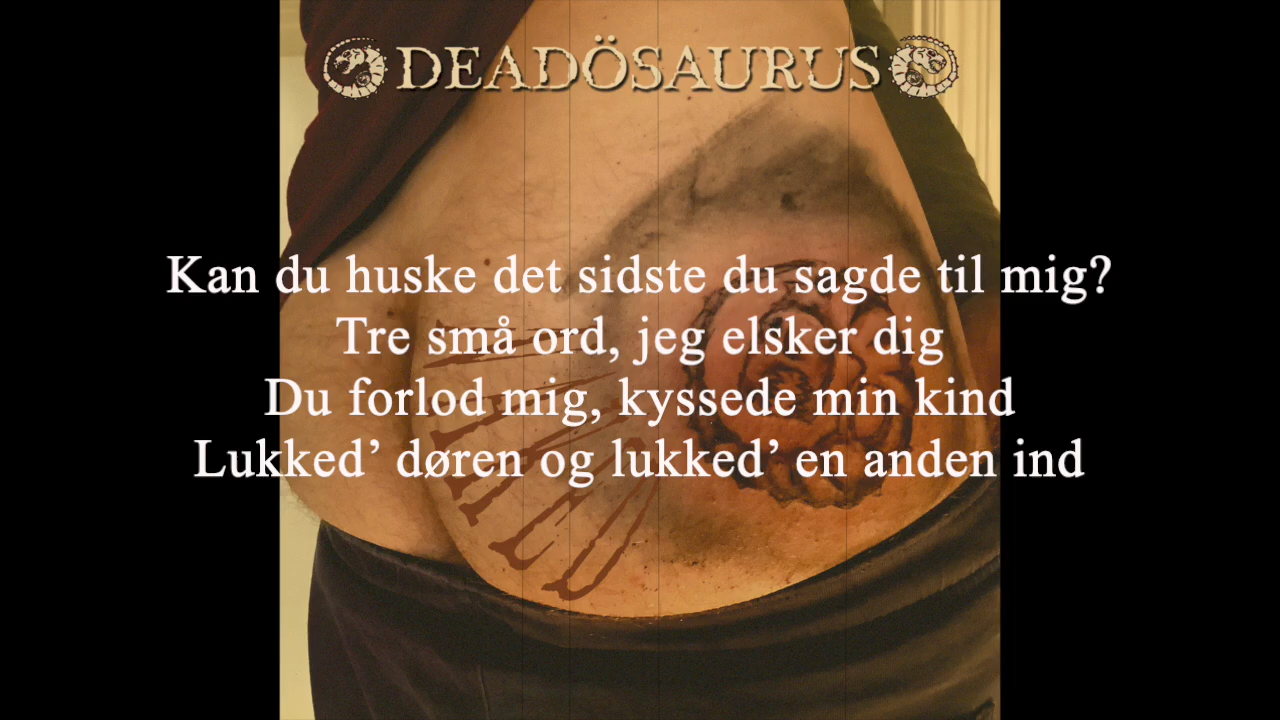 DEADÖSAURUS
Kan du huske det sidste du sagde til mig?
Tre små ord, jeg elsker dig
Du forlod mig, kyssede min kind
Lukked’ døren og lukked’ en anden ind